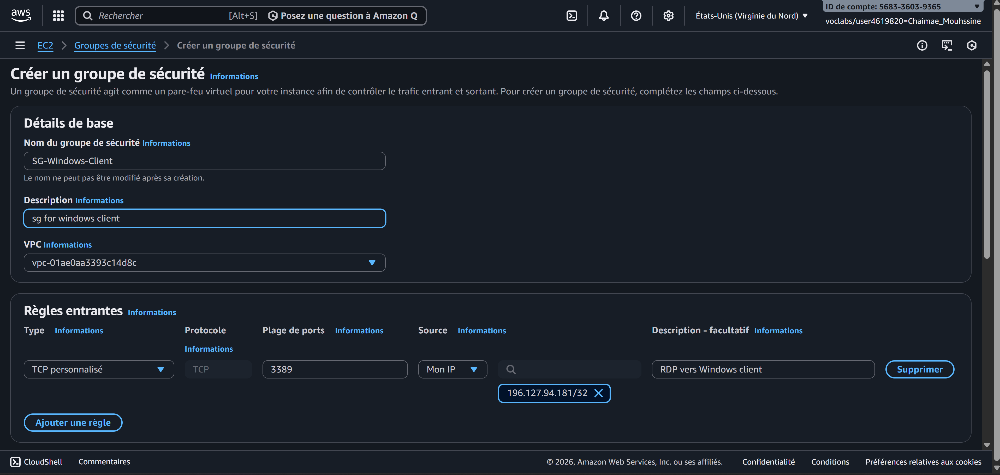 aws
Rechercher [Alt+S] Posez une question à Amazon Q
États-Unis (Virginie du Nord)
ID de compte: 5683-3603-9365
voclabs/user4619820=Chaimae_Mouhssine
EC2 Groupes de sécurité Créer un groupe de sécurité
Créer un groupe de sécurité Informations
Un groupe de sécurité agit comme un pare-feu virtuel pour votre instance afin de contrôler le trafic entrant et sortant. Pour créer un groupe de sécurité, complétez les champs ci-dessous.
Détails de base
Nom du groupe de sécurité Informations
SG-Windows-Client
Le nom ne peut pas être modifié après sa création.
Description Informations
sg for windows client
VPC Informations
vpc-01ae0aa3393c14d8c
Règles entrantes Informations
Type Informations Protocole Plage de ports Informations Source Informations Description - facultatif Informations
Informations
TCP personnalisé TCP 3389 Mon IP RDP vers Windows client Supprimer
196.127.94.181/32
Ajouter une règle
CloudShell Commentaires © 2026, Amazon Web Services, Inc. ou ses affiliés. Confidentialité Conditions Préférences relatives aux cookies